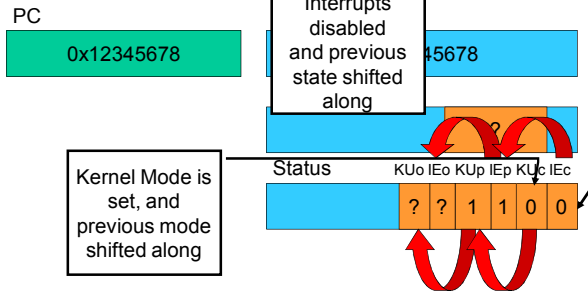 PC
0x12345678
Interrupts
disabled
and previous
state shifted
along
45678
?
Kernel Mode is
set, and
previous mode
shifted along
Status
KUo IEo KUp IEp KUc IEc
? ? 1 1 0 0